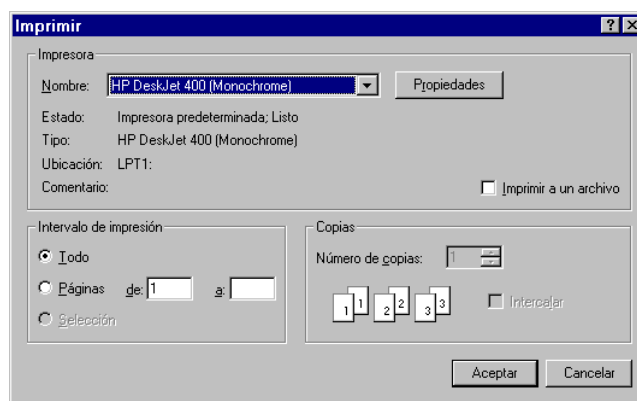 Imprimir
Impresora
Nombre: HP DeskJet 400 (Monochrome) Propiedades
Estado: Impresora predeterminada; Listo
Tipo: HP DeskJet 400 (Monochrome)
Ubicación: LPT1:
Comentario: Imprimir a un archivo
Intervalo de impresión
Todo
Páginas de: 1 a:
Selección
Copias
Número de copias: 1
1 1 2 2 3 3 Intercalar
Aceptar Cancelar